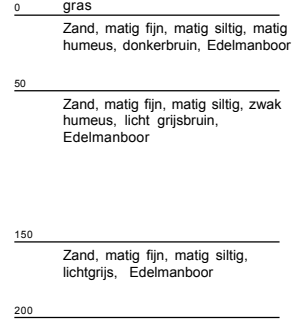 0 gras
Zand, matig fijn, matig siltig, matig
humeus, donkerbruin, Edelmanboor
50
Zand, matig fijn, matig siltig, zwak
humeus, licht grijsbruin,
Edelmanboor
150
Zand, matig fijn, matig siltig,
lichtgrijs, Edelmanboor
200